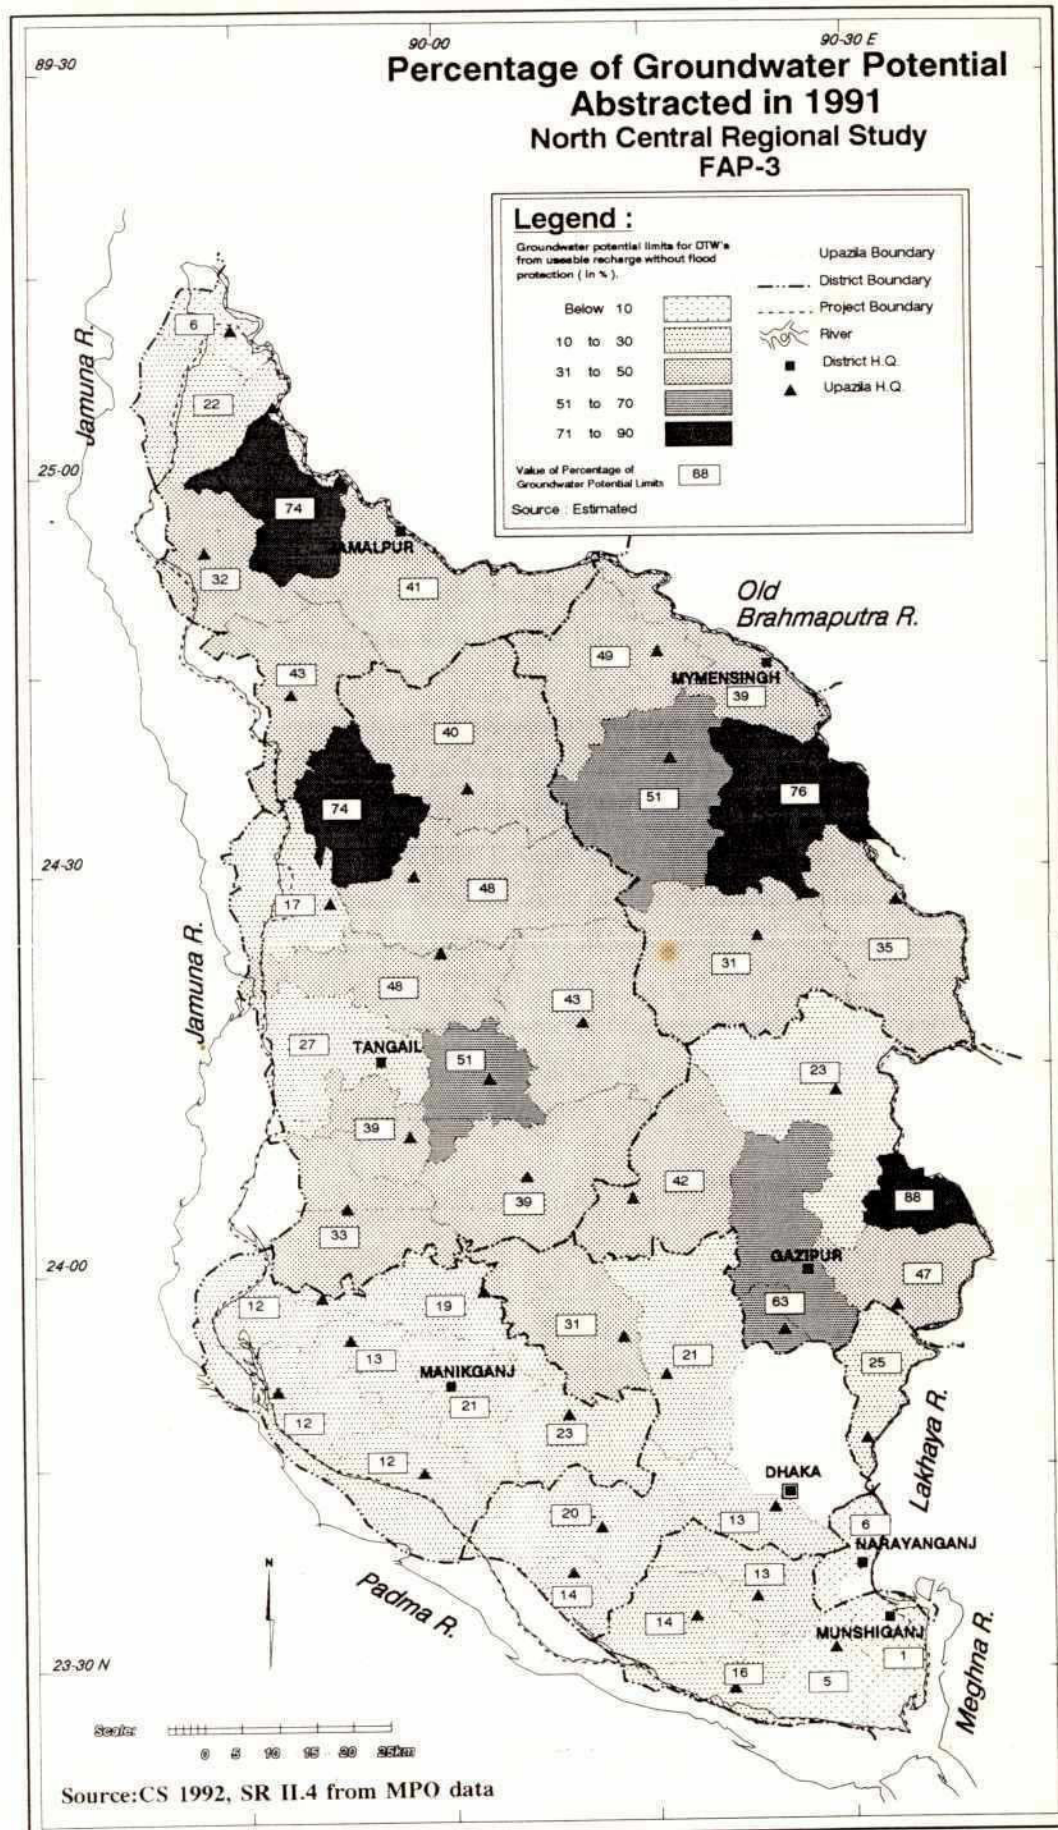 90-00
90-30 E
89-30
Percentage of Groundwater Potential
Abstracted in 1991
North Central Regional Study
FAP-3
Legend :
Groundwater potential limits for DTW's
from useable recharge without flood
protection ( in % ).
Below 10
10 to 30
31 to 50
51 to 70
71 to 90
Value of Percentage of
Groundwater Potential Limits
68
Source : Estimated
Upazila Boundary
District Boundary
Project Boundary
River
District H.Q.
Upazila H.Q.
Jamuna R.
6
22
25-00
74
JAMALPUR
32
41
Old
Brahmaputra R.
49
MYMENSINGH
39
43
40
74
51
76
24-30
48
17
Jamuna R.
35
31
48
43
27
TANGAIL
51
23
39
42
39
88
33
24-00
GAZIPUR
47
12
19
31
63
13
21
25
MANIKGANJ
21
12
23
12
Lakhaya R.
DHAKA
20
13
6
NARAYANGANJ
13
14
14
Padma R.
N
MUNSHIGANJ
1
5
16
Meghna R.
23-30 N
Scale:
0 5 10 15 20 25km
Source:CS 1992, SR II.4 from MPO data